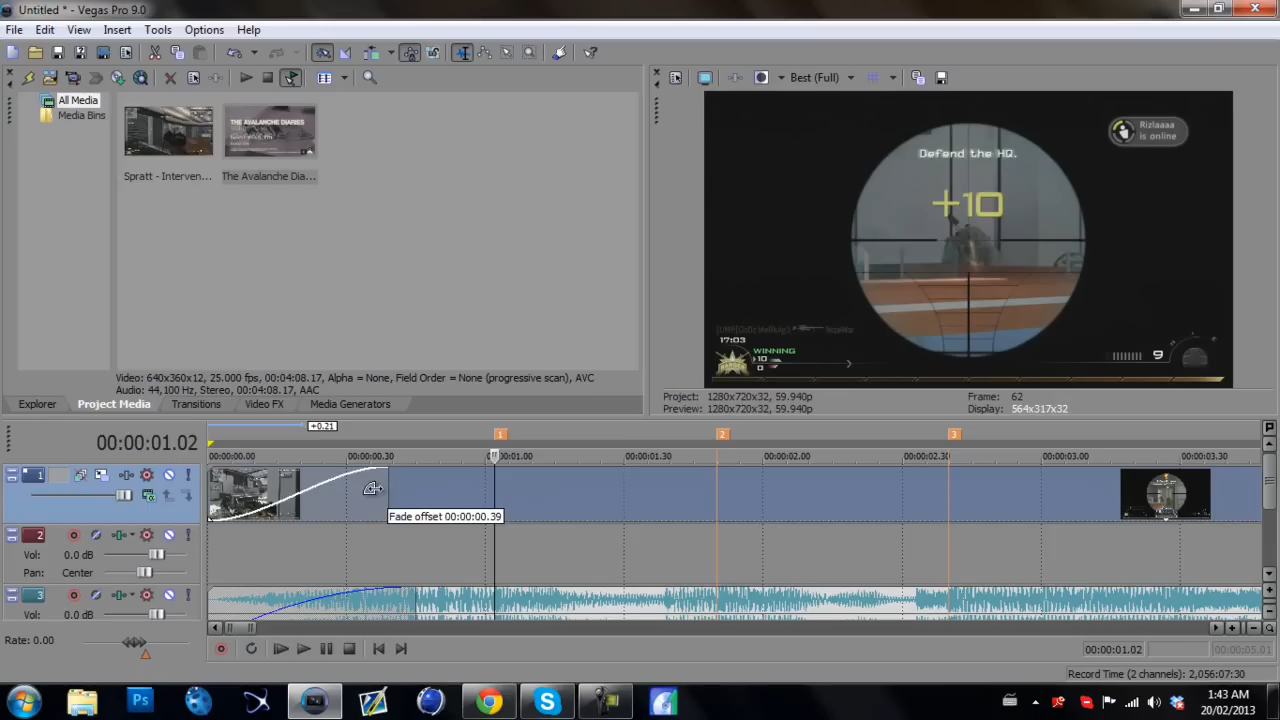 Untitled * - Vegas Pro 9.0
File Edit View Insert Tools Options Help
Best (Full)
All Media
Media Bins
THE AVALANCHE DIARIES
Spratt - Interven...
The Avalanche Dia...
Rizlaaaa
is online
Defend the HQ.
+10
17:03
WINNING
10
0
9
Video: 640x360x12, 25.000 fps, 00:04:08.17, Alpha = None, Field Order = None (progressive scan), AVC
Audio: 44,100 Hz, Stereo, 00:04:08.17, AAC
Explorer Project Media Transitions Video FX Media Generators
Project: 1280x720x32, 59.940p
Preview: 1280x720x32, 59.940p
Frame: 62
Display: 564x317x32
+0.21
00:00:01.02
1 2 3
00:00:00.00 00:00:00.30 00:00:01.00 00:00:01.30 00:00:02.00 00:00:02.30 00:00:03.00 00:00:03.30
1
Fade offset 00:00:00.39
2
Vol: 0.0 dB
Pan: Center
3
Vol: 0.0 dB
Rate: 0.00
00:00:01.02 00:00:05.01
Record Time (2 channels): 2,056:07:30
Ps
S
1:43 AM
20/02/2013